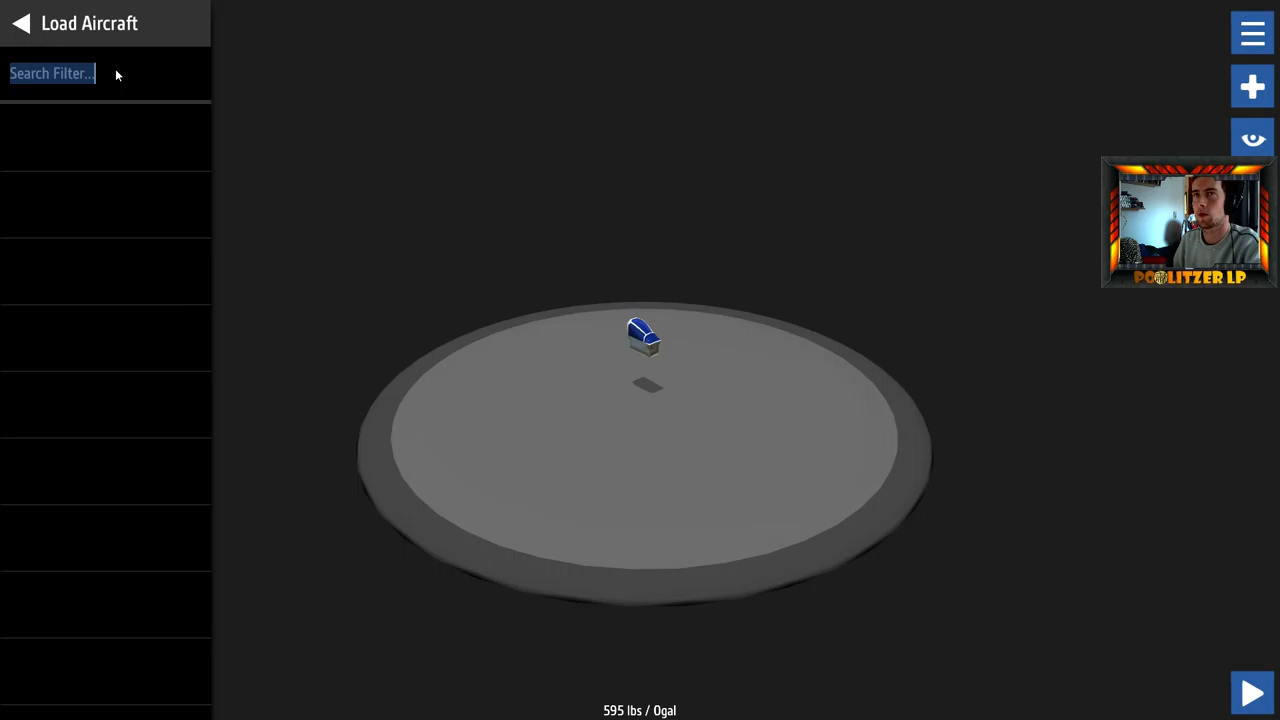 Load Aircraft
Search Filter...
POOLITZER LP
595 lbs / 0gal